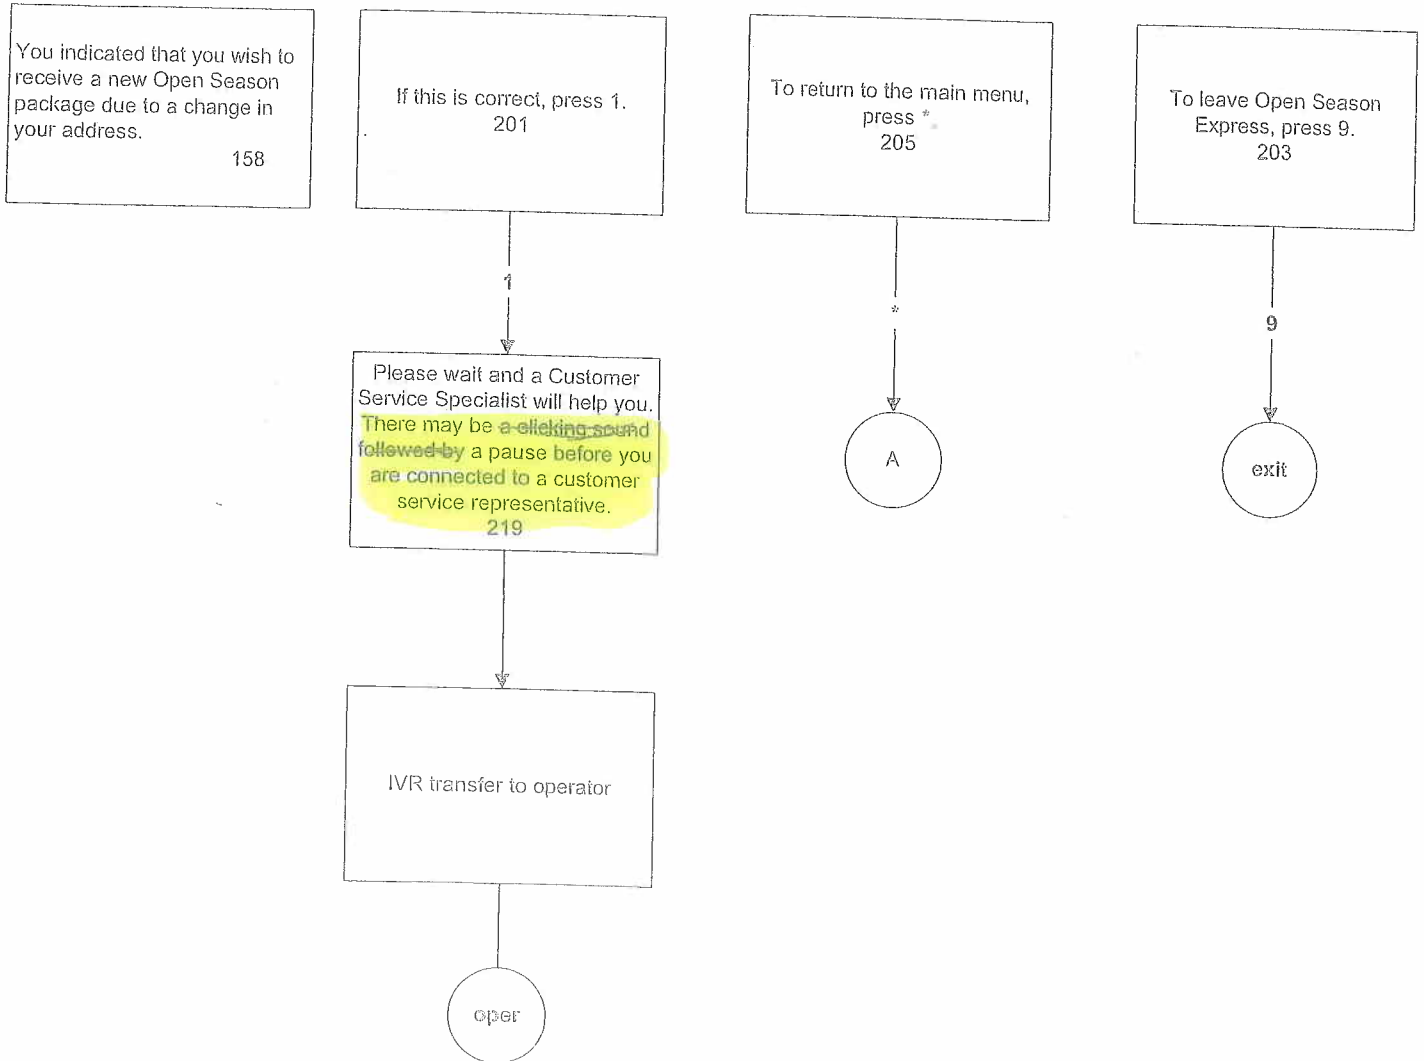 You indicated that you wish to
receive a new Open Season
package due to a change in
your address.
158
If this is correct, press 1.
201
To return to the main menu,
press *
205
To leave Open Season
Express, press 9.
203
1
*
9
Please wait and a Customer
Service Specialist will help you.
There may be a clicking sound
followed by a pause before you
are connected to a customer
service representative.
219
A
exit
IVR transfer to operator
oper